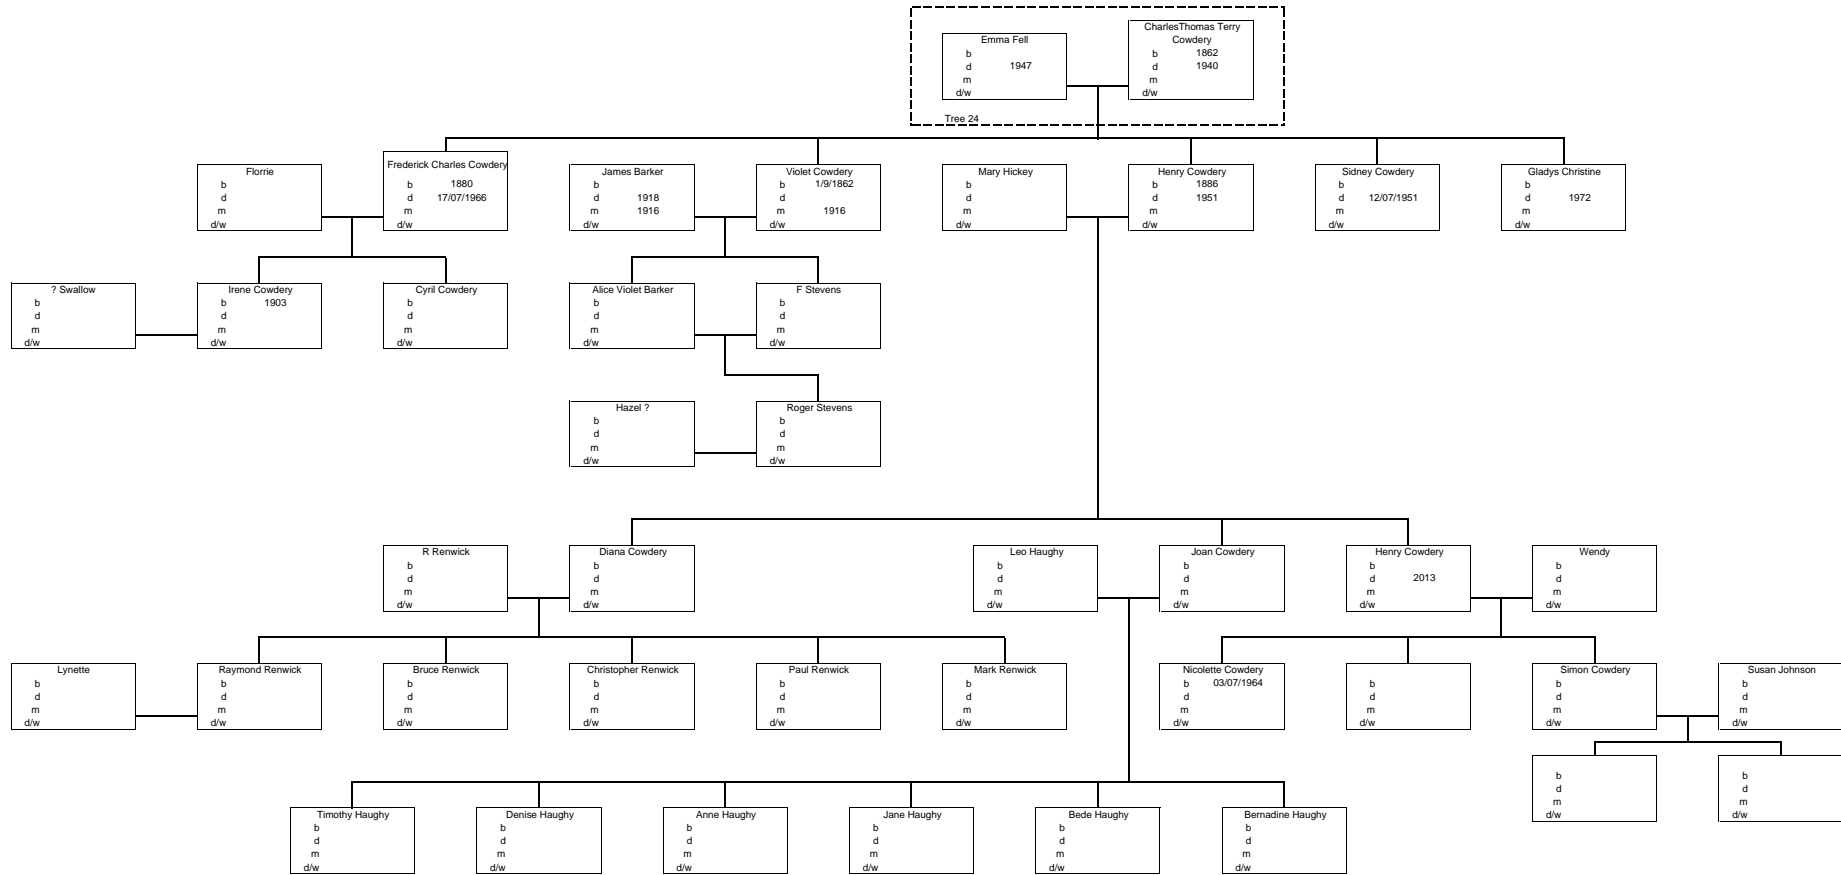 Emma Fell
b
d 1947
m
d/w
CharlesThomas Terry
Cowdery
b 1862
d 1940
m
d/w
Tree 24
Florrie
b
d
m
d/w
Frederick Charles Cowdery
b 1880
d 17/07/1966
m
d/w
James Barker
b
d 1918
m 1916
d/w
Violet Cowdery
b 1/9/1862
d
m 1916
d/w
Mary Hickey
b
d
m
d/w
Henry Cowdery
b 1886
d 1951
m
d/w
Sidney Cowdery
b
d 12/07/1951
m
d/w
Gladys Christine
b
d 1972
m
d/w
? Swallow
b
d
m
d/w
Irene Cowdery
b 1903
d
m
d/w
Cyril Cowdery
b
d
m
d/w
Alice Violet Barker
b
d
m
d/w
F Stevens
b
d
m
d/w
Hazel ?
b
d
m
d/w
Roger Stevens
b
d
m
d/w
R Renwick
b
d
m
d/w
Diana Cowdery
b
d
m
d/w
Leo Haughy
b
d
m
d/w
Joan Cowdery
b
d
m
d/w
Henry Cowdery
b
d 2013
m
d/w
Wendy
b
d
m
d/w
Lynette
b
d
m
d/w
Raymond Renwick
b
d
m
d/w
Bruce Renwick
b
d
m
d/w
Christopher Renwick
b
d
m
d/w
Paul Renwick
b
d
m
d/w
Mark Renwick
b
d
m
d/w
Nicolette Cowdery
b 03/07/1964
d
m
d/w
b
d
m
d/w
Simon Cowdery
b
d
m
d/w
Susan Johnson
b
d
m
d/w
b
d
m
d/w
b
d
m
d/w
Timothy Haughy
b
d
m
d/w
Denise Haughy
b
d
m
d/w
Anne Haughy
b
d
m
d/w
Jane Haughy
b
d
m
d/w
Bede Haughy
b
d
m
d/w
Bernadine Haughy
b
d
m
d/w